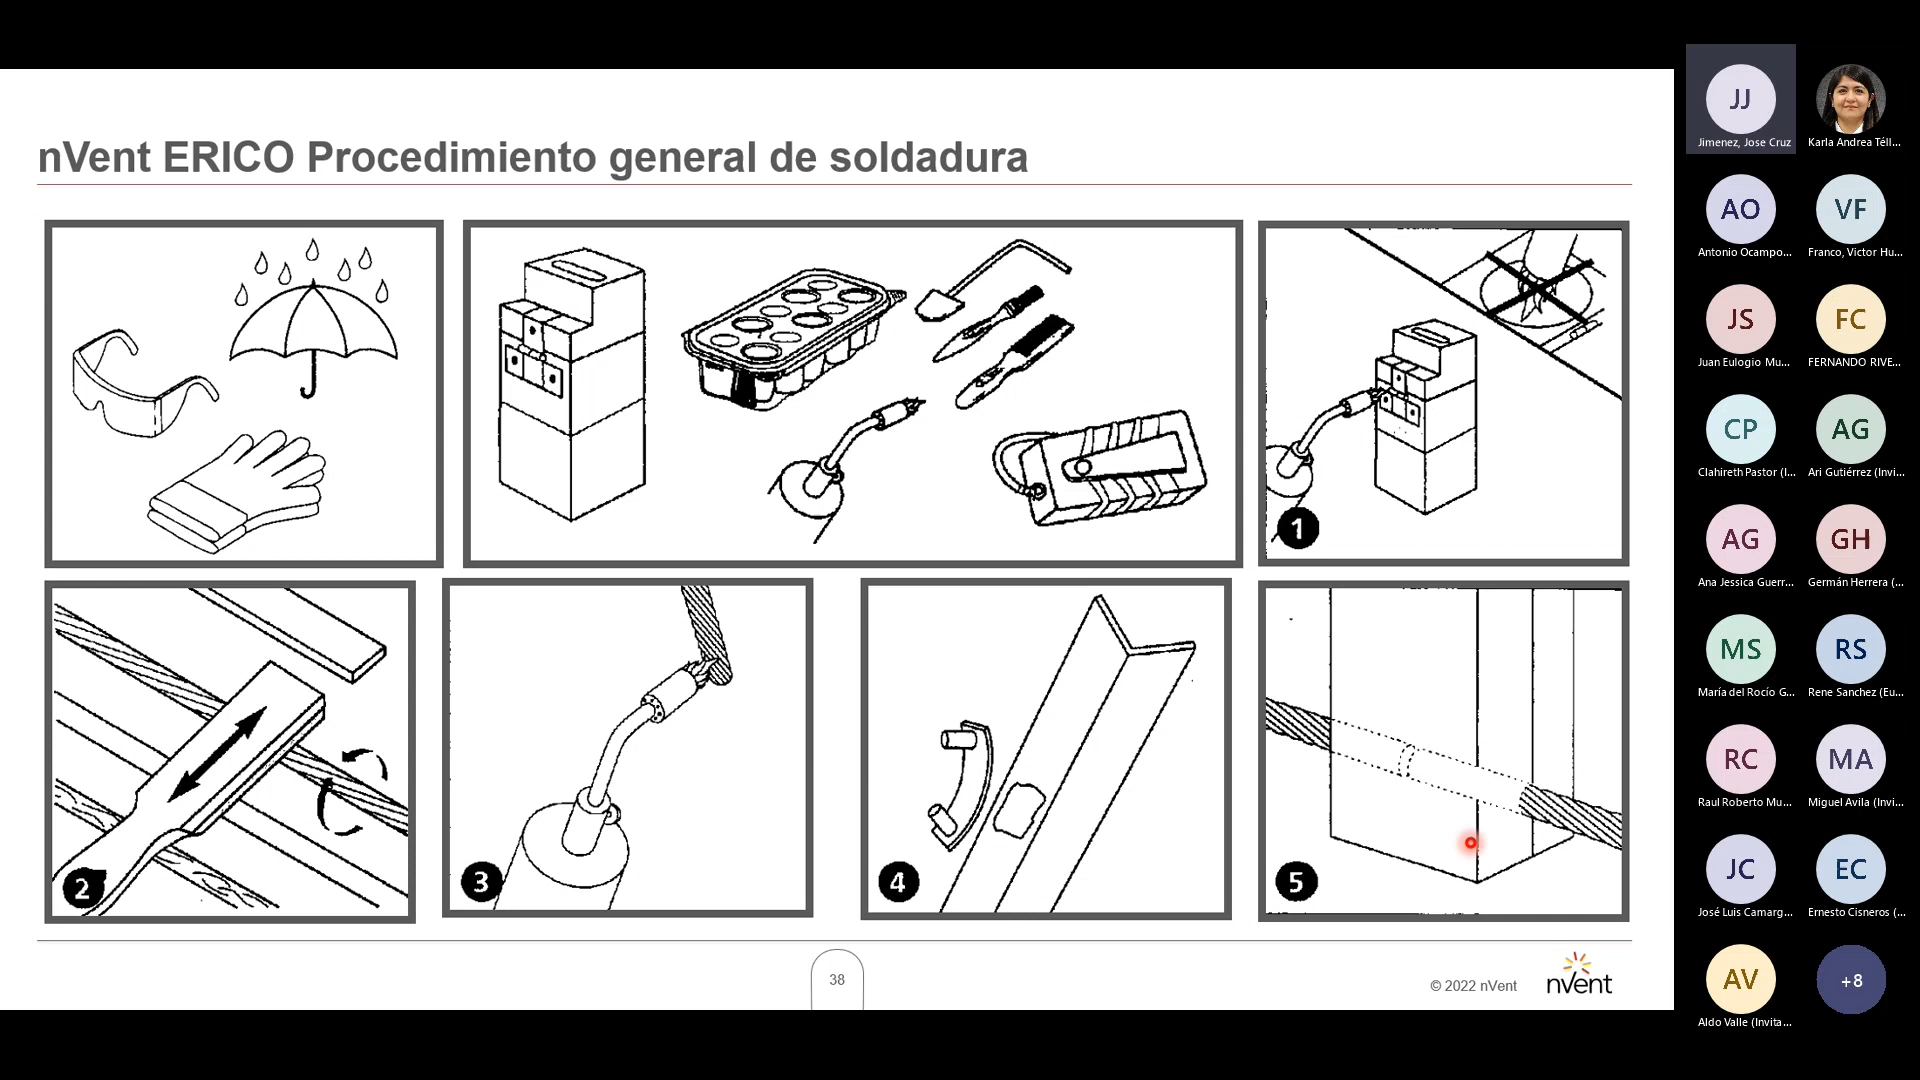 nVent ERICO Procedimiento general de soldadura
1
2
3
4
5
38
© 2022 nVent
nvent
JJ
Jimenez, Jose Cruz
Karla Andrea Téll...
AO
Antonio Ocampo...
VF
Franco, Victor Hu...
JS
Juan Eulogio Mu...
FC
FERNANDO RIVE...
CP
Clahireth Pastor (I...
AG
Ari Gutiérrez (Invi...
AG
Ana Jessica Guerr...
GH
Germán Herrera (...
MS
María del Rocío G...
RS
Rene Sanchez (Eu...
RC
Raul Roberto Mu...
MA
Miguel Avila (Invi...
JC
José Luis Camarg...
EC
Ernesto Cisneros (...
AV
Aldo Valle (Invita...
+8